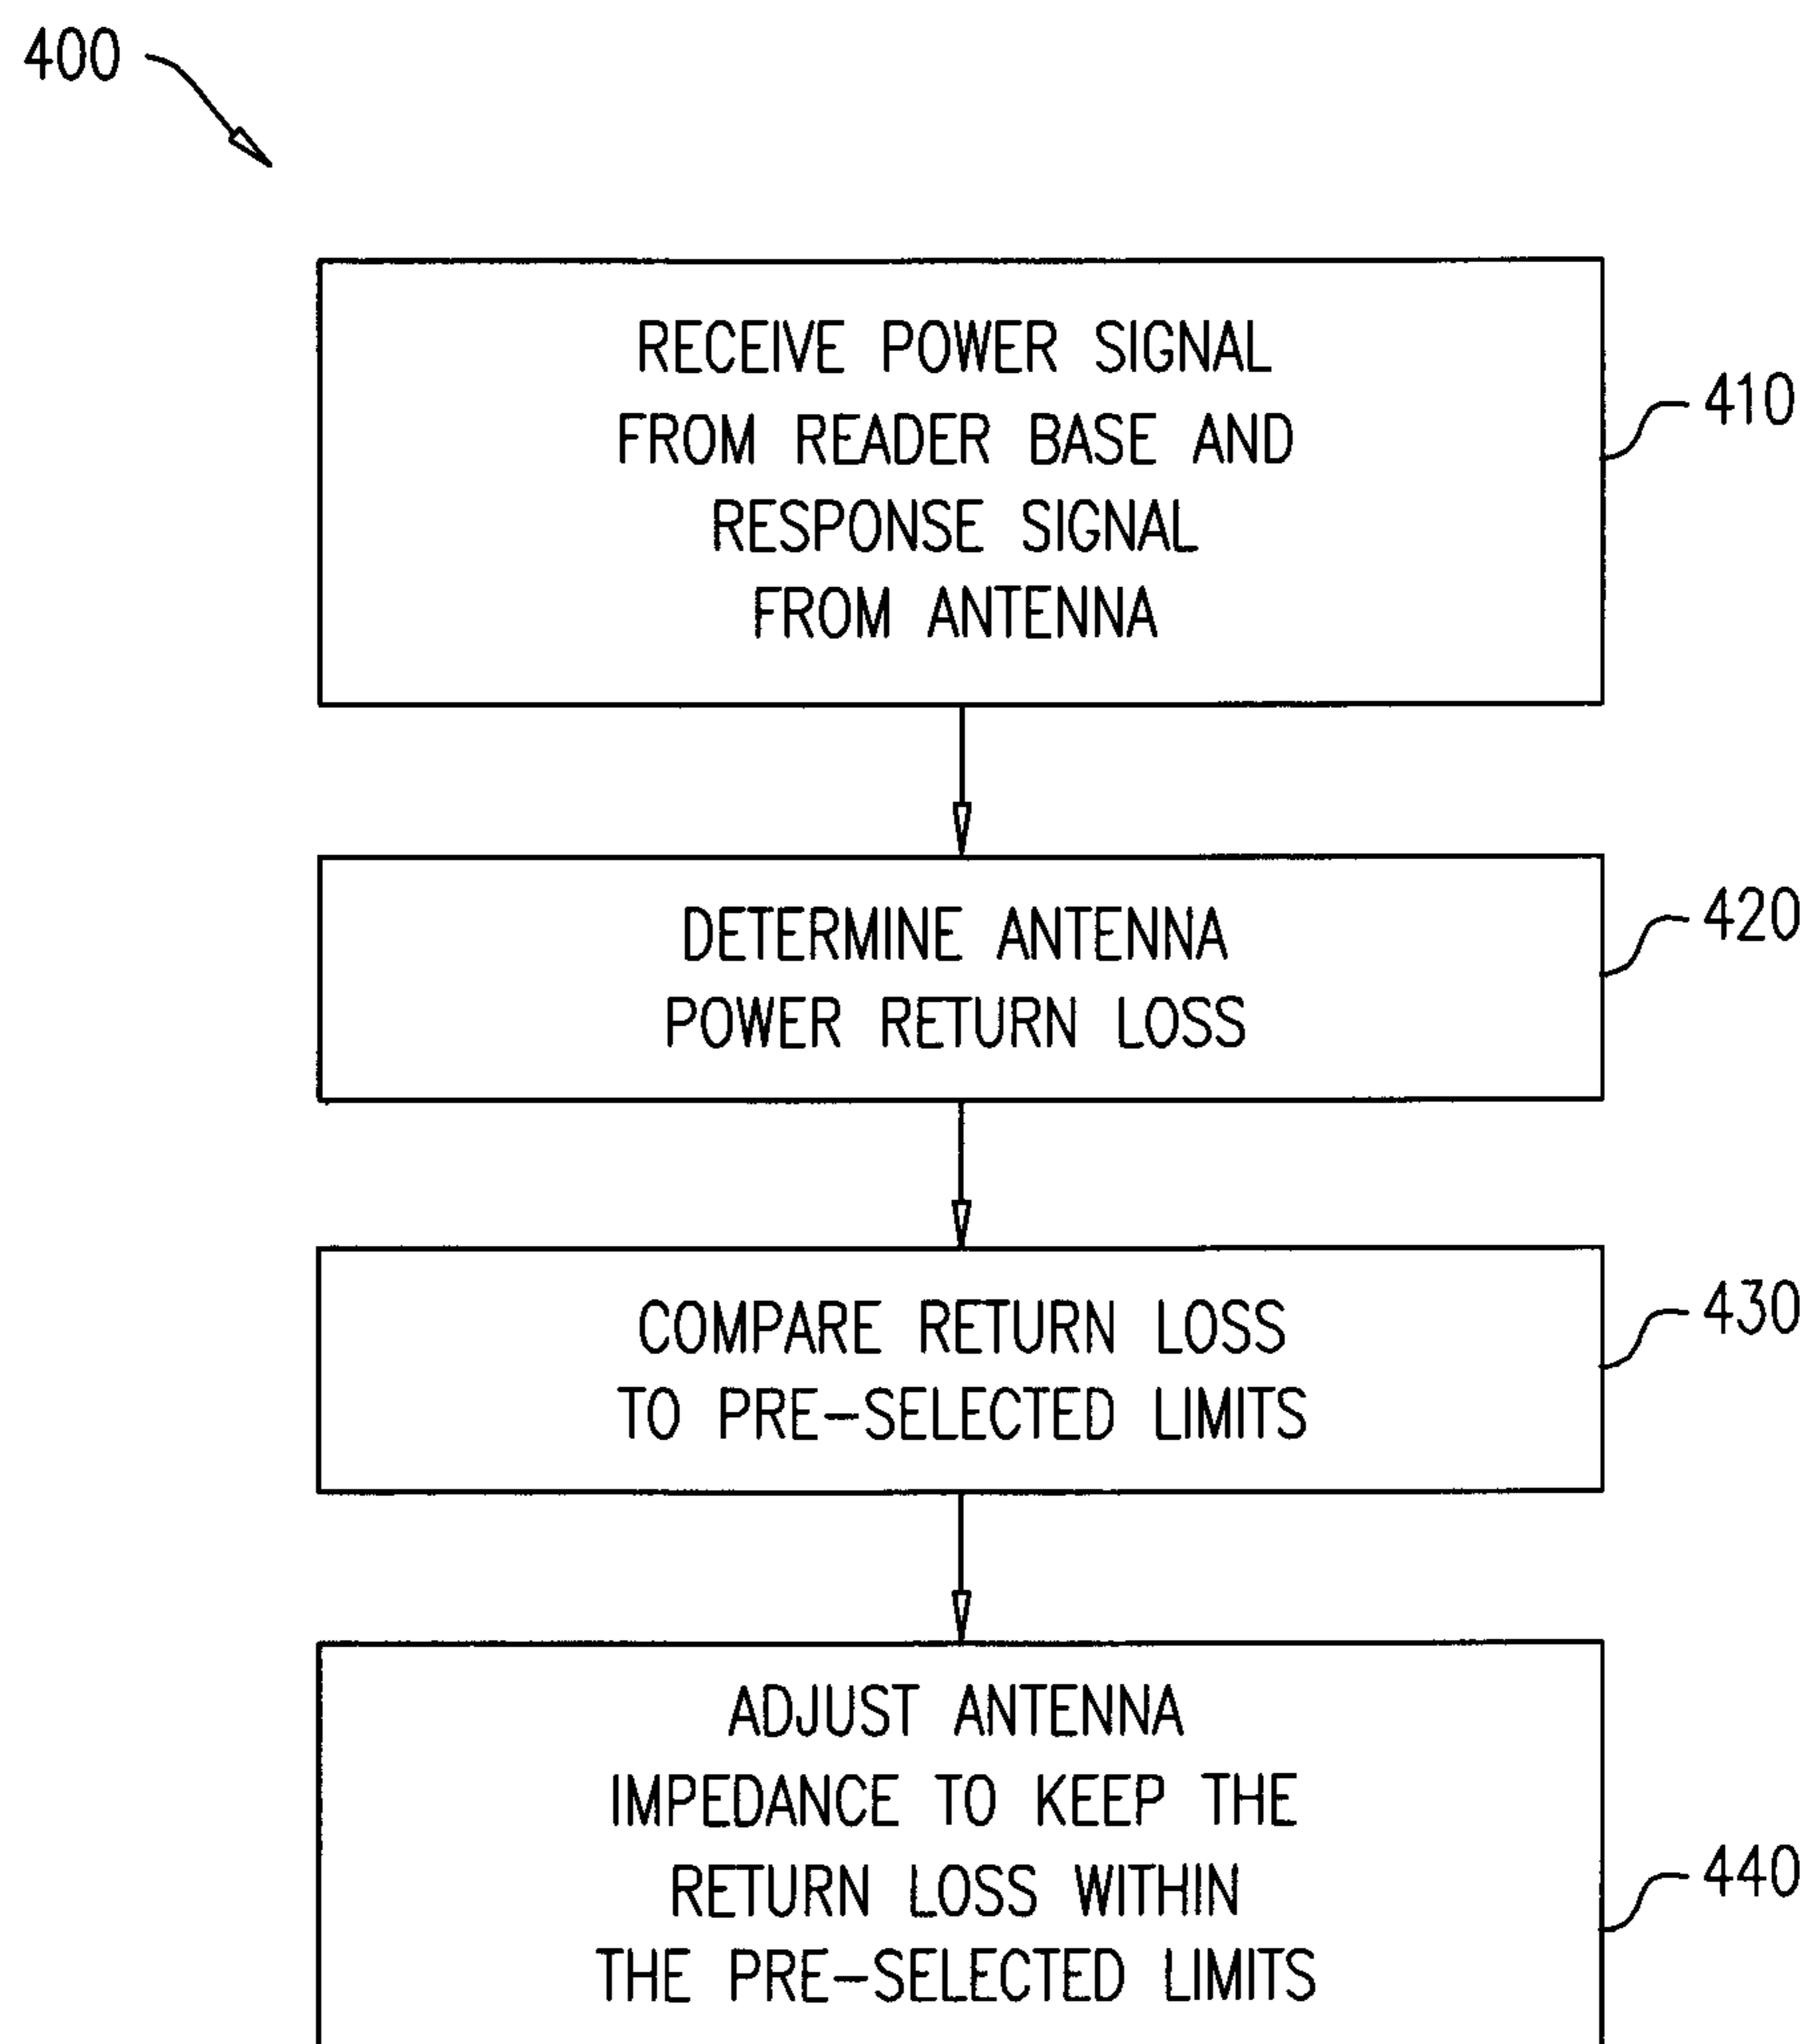 400
RECEIVE POWER SIGNAL
FROM READER BASE AND
RESPONSE SIGNAL
FROM ANTENNA
410
DETERMINE ANTENNA
POWER RETURN LOSS
420
COMPARE RETURN LOSS
TO PRE-SELECTED LIMITS
430
ADJUST ANTENNA
IMPEDANCE TO KEEP THE
RETURN LOSS WITHIN
THE PRE-SELECTED LIMITS
440